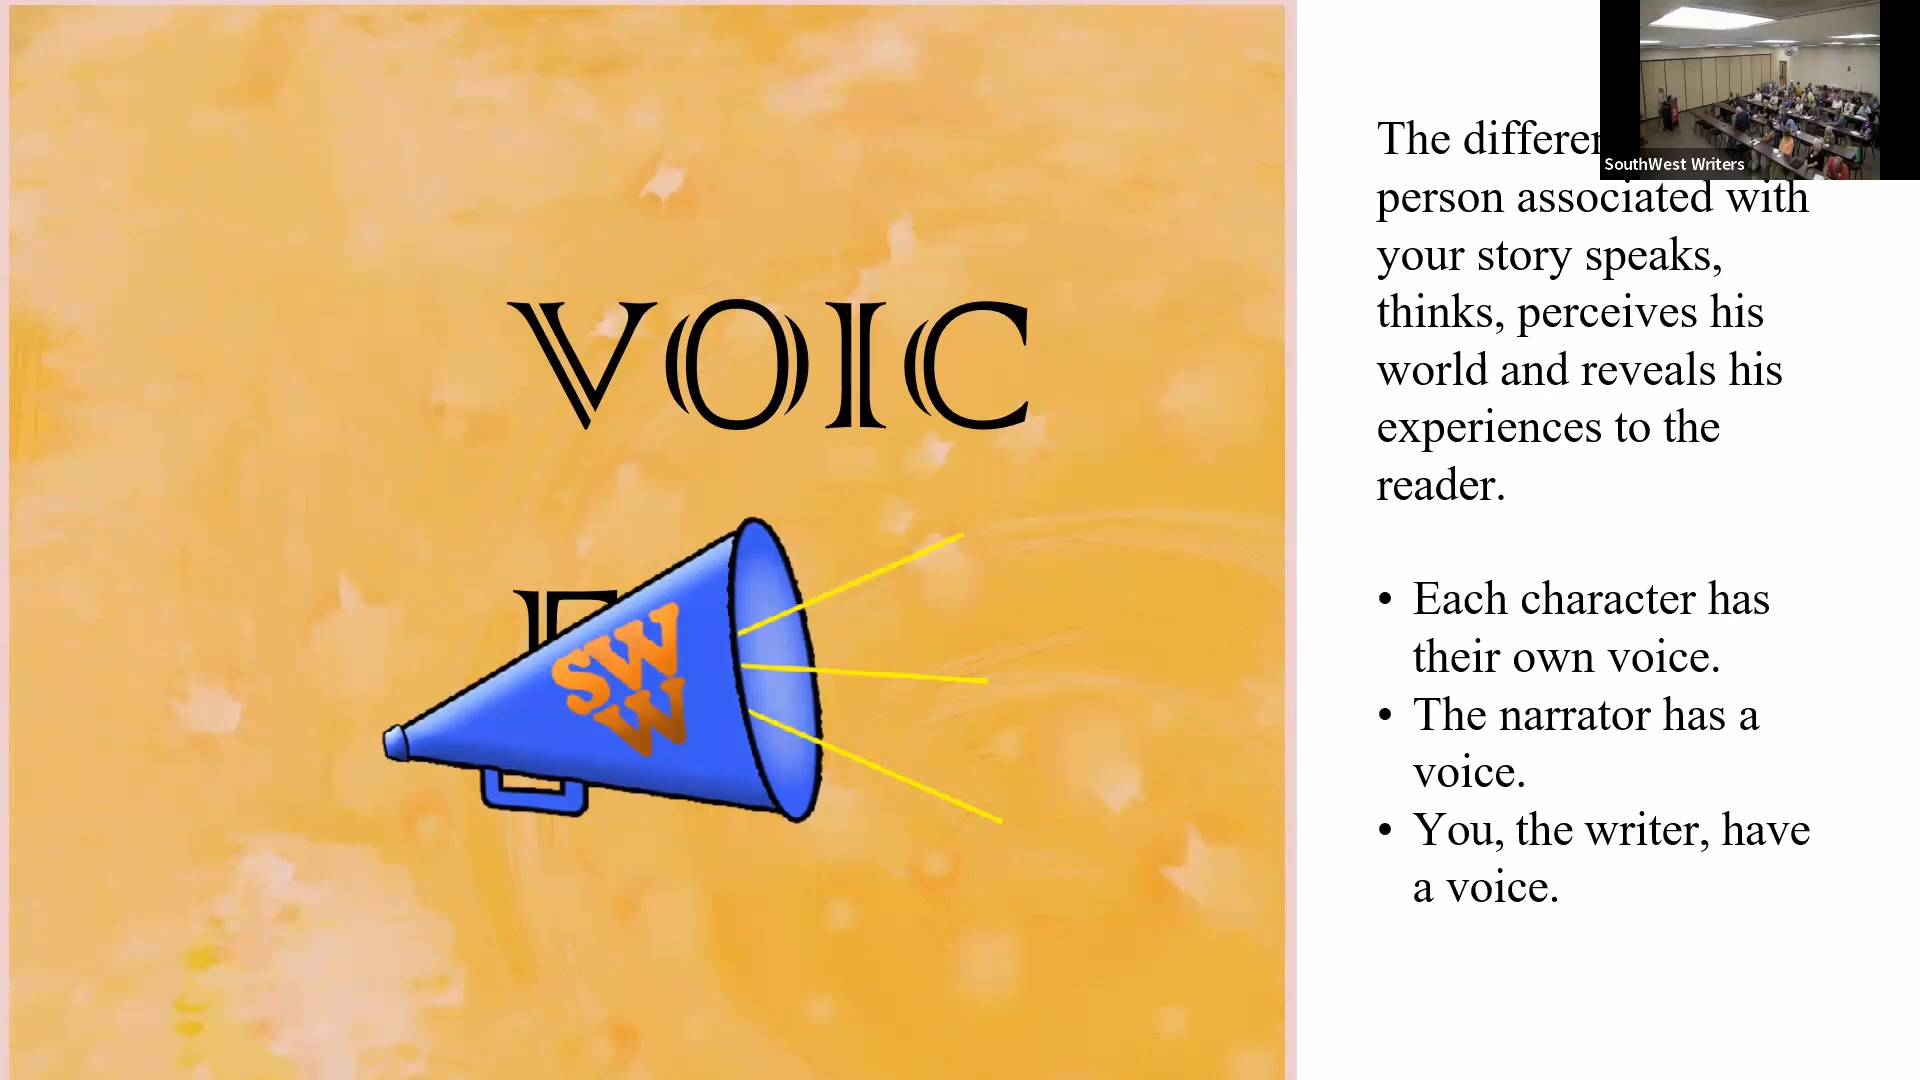 VOIC
SW
W
The differen
person associated with
your story speaks,
thinks, perceives his
world and reveals his
experiences to the
reader.
• Each character has
their own voice.
• The narrator has a
voice.
• You, the writer, have
a voice.
SouthWest Writers